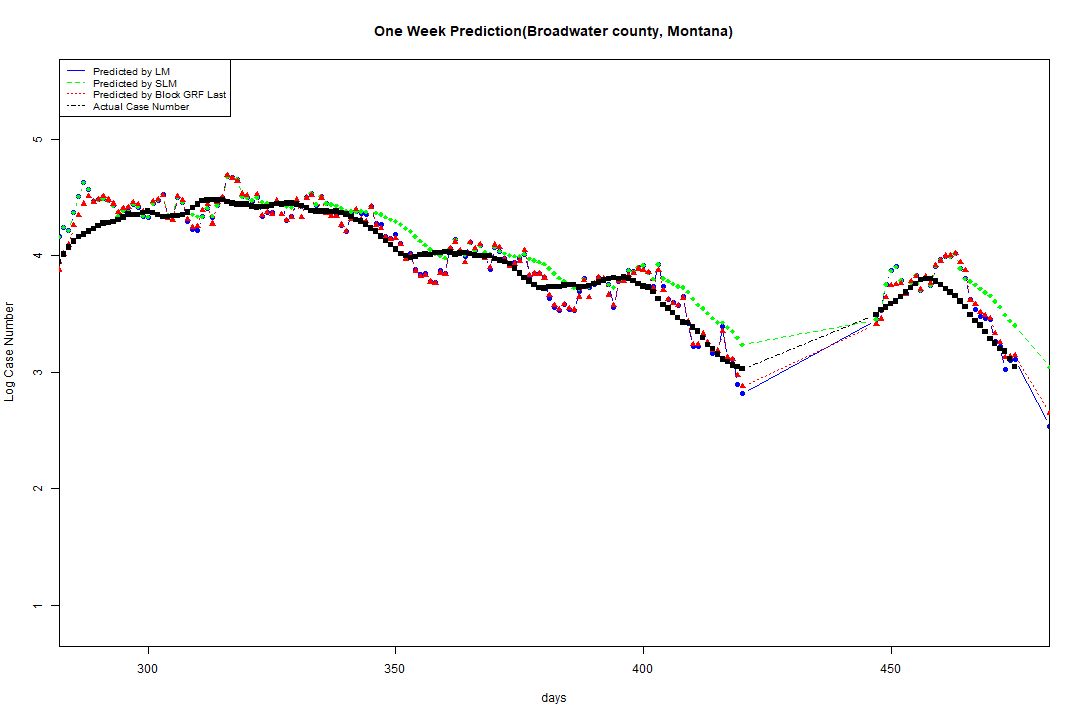 One Week Prediction(Broadwater county, Montana)
Predicted by LM
Predicted by SLM
Predicted by Block GRF Last
Actual Case Number
5
4
3
2
1
Log Case Number
300 350 400 450
days